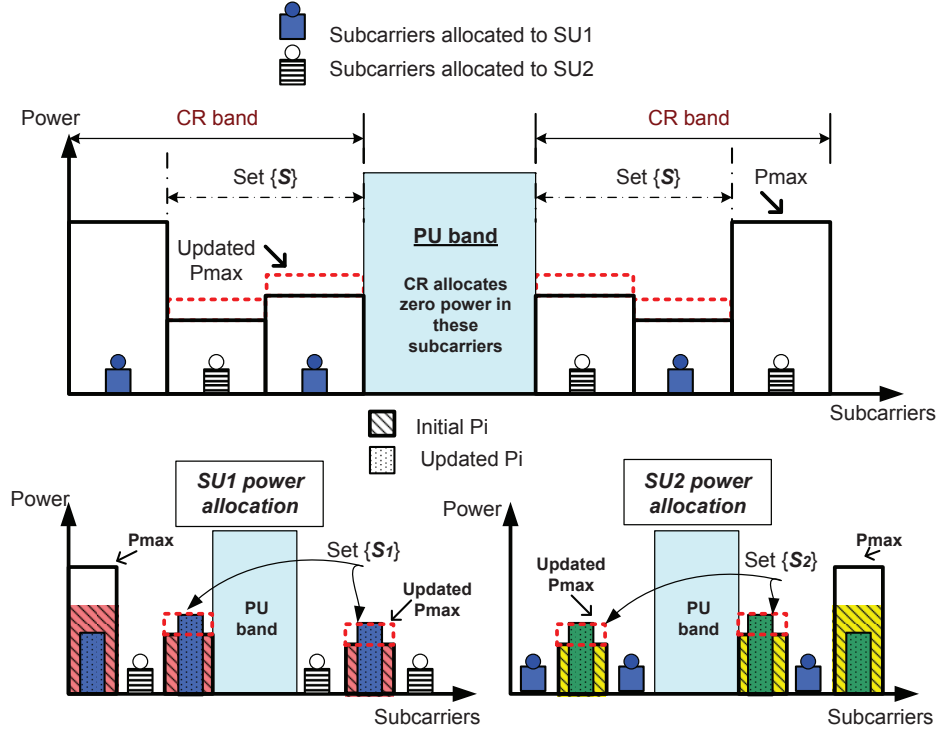 Subcarriers allocated to SU1
Subcarriers allocated to SU2
Power
CR band
CR band
Set {S}
Set {S}
Pmax
Updated
Pmax
PU band
CR allocates
zero power in
these
subcarriers
Subcarriers
Initial Pi
Updated Pi
SU1 power
allocation
SU2 power
allocation
Power
Pmax
Set {S1}
Updated
Pmax
PU
band
Subcarriers
Power
Updated
Pmax
Set {S2}
Pmax
PU
band
Subcarriers